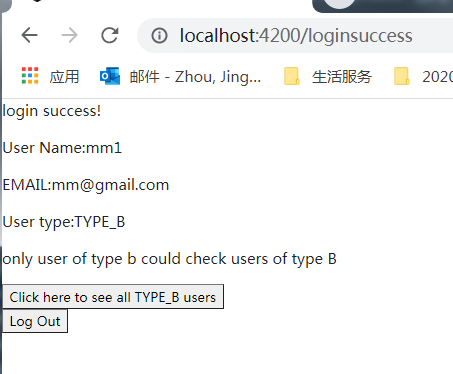 localhost:4200/loginsuccess
应用 邮件 - Zhou, Jing... 生活服务 2020
login success!
User Name:mm1
EMAIL:mm@gmail.com
User type:TYPE_B
only user of type b could check users of type B
Click here to see all TYPE_B users
Log Out